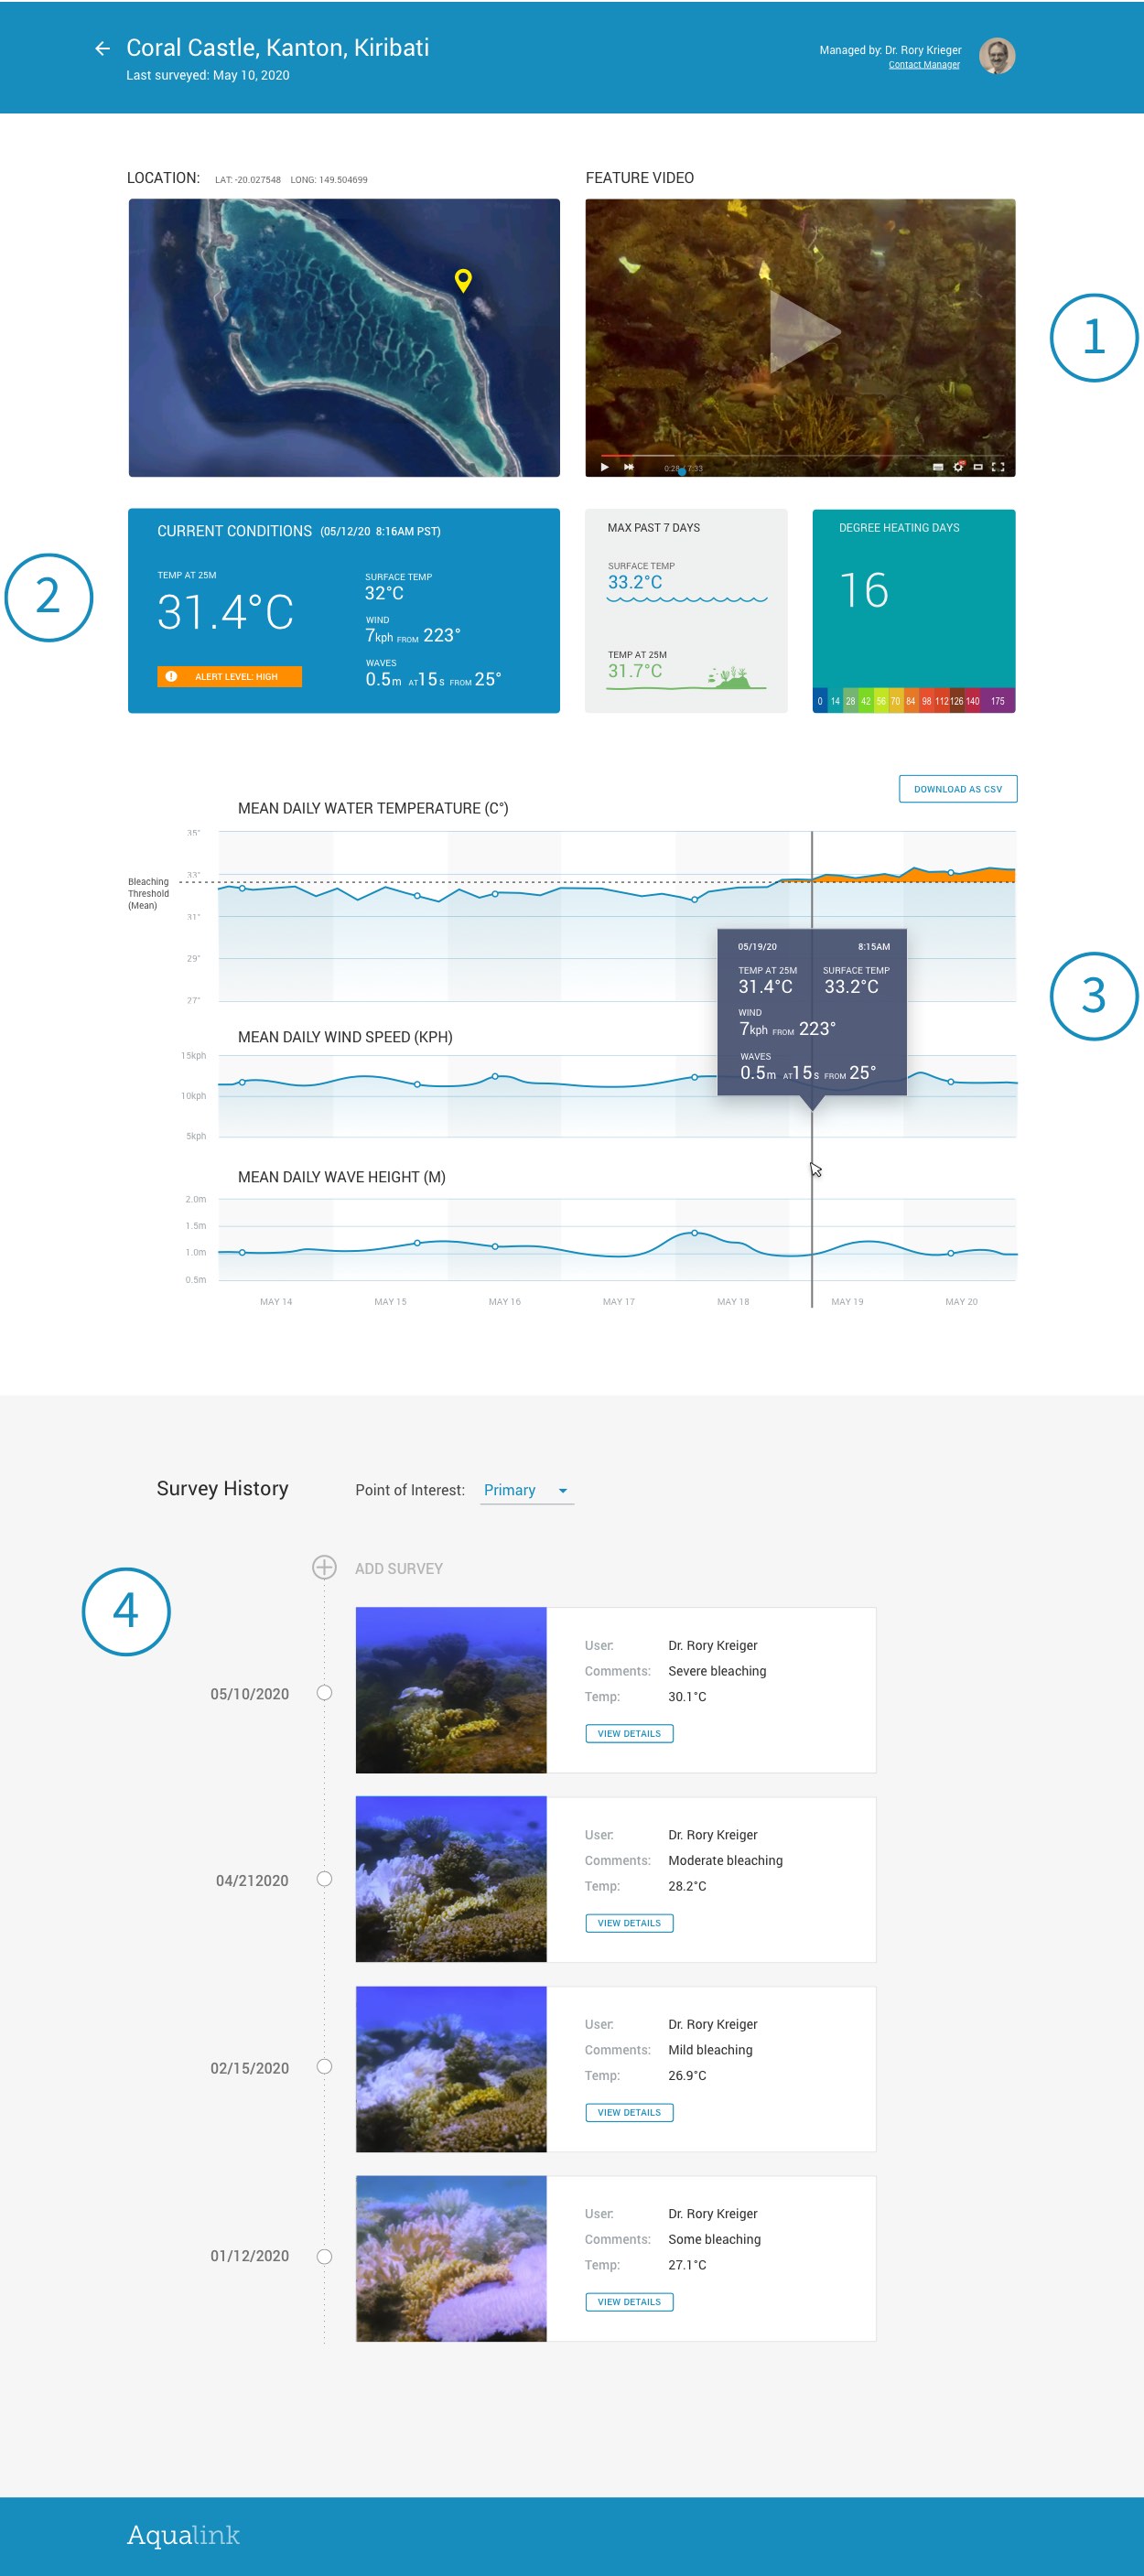 Coral Castle, Kanton, Kiribati
Last surveyed: May 10, 2020
Managed by: Dr. Rory Krieger
Contact Manager
LOCATION: LAT: -20.027548 LONG: 149.504699
FEATURE VIDEO
0:28 / 7:33
1
2
CURRENT CONDITIONS (05/12/20 8:16AM PST)
TEMP AT 25M
31.4°C
ALERT LEVEL: HIGH
SURFACE TEMP
32°C
WIND
7kph FROM 223°
WAVES
0.5m AT 15s FROM 25°
MAX PAST 7 DAYS
SURFACE TEMP
33.2°C
TEMP AT 25M
31.7°C
DEGREE HEATING DAYS
16
0 14 28 42 56 70 84 98 112 126 140 175
DOWNLOAD AS CSV
MEAN DAILY WATER TEMPERATURE (C°)
35°
33°
Bleaching
Threshold
(Mean)
31°
29°
27°
05/19/20 8:15AM
TEMP AT 25M SURFACE TEMP
31.4°C 33.2°C
WIND
7kph FROM 223°
WAVES
0.5m AT 15s FROM 25°
3
MEAN DAILY WIND SPEED (KPH)
15kph
10kph
5kph
MEAN DAILY WAVE HEIGHT (M)
2.0m
1.5m
1.0m
0.5m
MAY 14 MAY 15 MAY 16 MAY 17 MAY 18 MAY 19 MAY 20
Survey History Point of Interest: Primary
ADD SURVEY
4
05/10/2020
User: Dr. Rory Kreiger
Comments: Severe bleaching
Temp: 30.1°C
VIEW DETAILS
04/212020
User: Dr. Rory Kreiger
Comments: Moderate bleaching
Temp: 28.2°C
VIEW DETAILS
02/15/2020
User: Dr. Rory Kreiger
Comments: Mild bleaching
Temp: 26.9°C
VIEW DETAILS
01/12/2020
User: Dr. Rory Kreiger
Comments: Some bleaching
Temp: 27.1°C
VIEW DETAILS
Aqualink